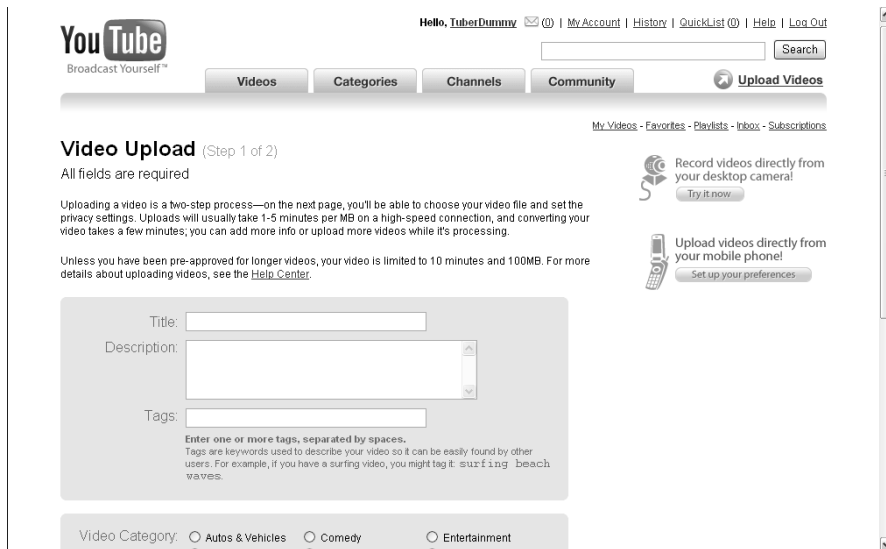 Hello, TuberDummy (0) | My Account | History | QuickList (0) | Help | Log Out
You Tube
Broadcast Yourself™
Search
Videos
Categories
Channels
Community
Upload Videos
My Videos - Favorites - Playlists - Inbox - Subscriptions
Video Upload (Step 1 of 2)
All fields are required
Uploading a video is a two-step process—on the next page, you'll be able to choose your video file and set the
privacy settings. Uploads will usually take 1-5 minutes per MB on a high-speed connection, and converting your
video takes a few minutes; you can add more info or upload more videos while it's processing.
Unless you have been pre-approved for longer videos, your video is limited to 10 minutes and 100MB. For more
details about uploading videos, see the Help Center.
Record videos directly from
your desktop camera!
Try it now
Upload videos directly from
your mobile phone!
Set up your preferences
Title:
Description:
Tags:
Enter one or more tags, separated by spaces.
Tags are keywords used to describe your video so it can be easily found by other
users. For example, if you have a surfing video, you might tag it: surfing beach
waves.
Video Category: Autos & Vehicles Comedy Entertainment